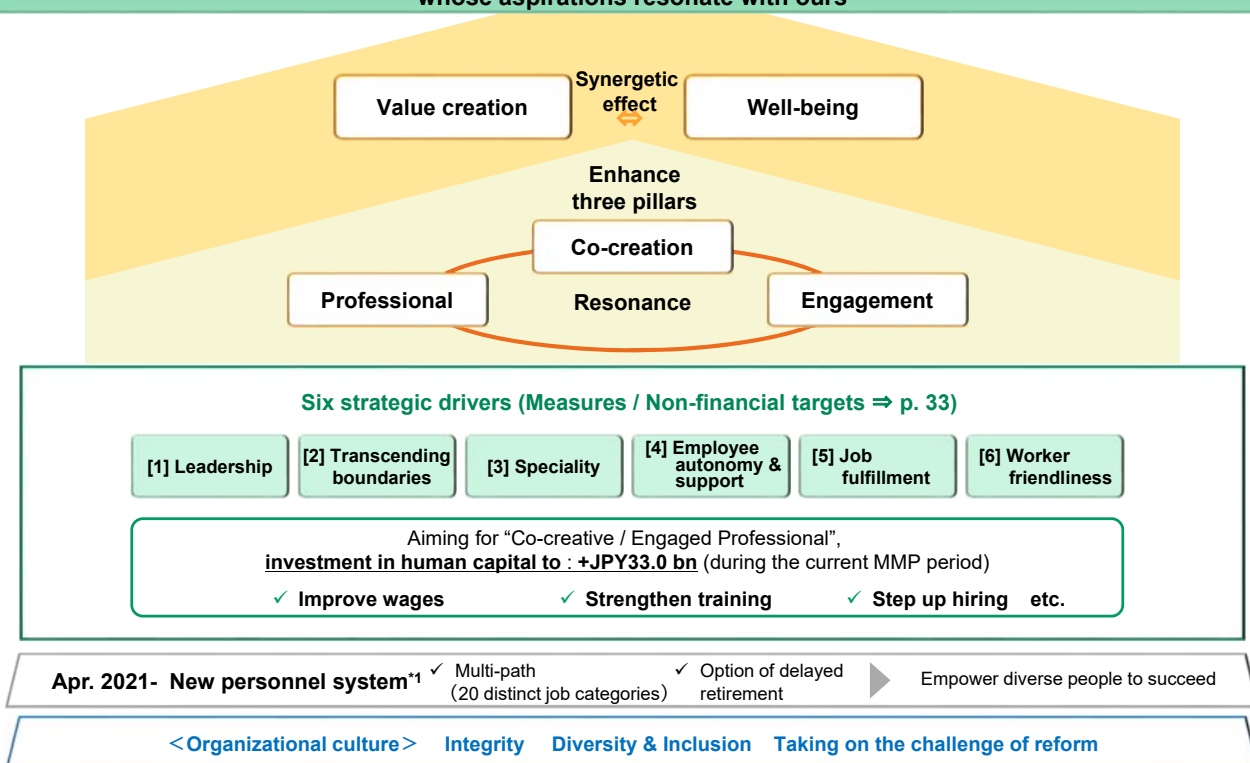 whose aspirations resonate with ours
Synergetic
effect
Value creation
Well-being
⇔
Enhance
three pillars
Co-creation
Professional
Resonance
Engagement
Six strategic drivers (Measures / Non-financial targets ⇒ p. 33)
[1] Leadership
[2] Transcending
boundaries
[3] Speciality
[4] Employee
autonomy &
support
[5] Job
fulfillment
[6] Worker
friendliness
Aiming for “Co-creative / Engaged Professional”,
investment in human capital to : +JPY33.0 bn (during the current MMP period)
✓ Improve wages ✓ Strengthen training ✓ Step up hiring etc.
Apr. 2021- New personnel system*1
✓ Multi-path
（20 distinct job categories）
✓ Option of delayed
retirement
Empower diverse people to succeed
＜Organizational culture＞ Integrity Diversity & Inclusion Taking on the challenge of reform